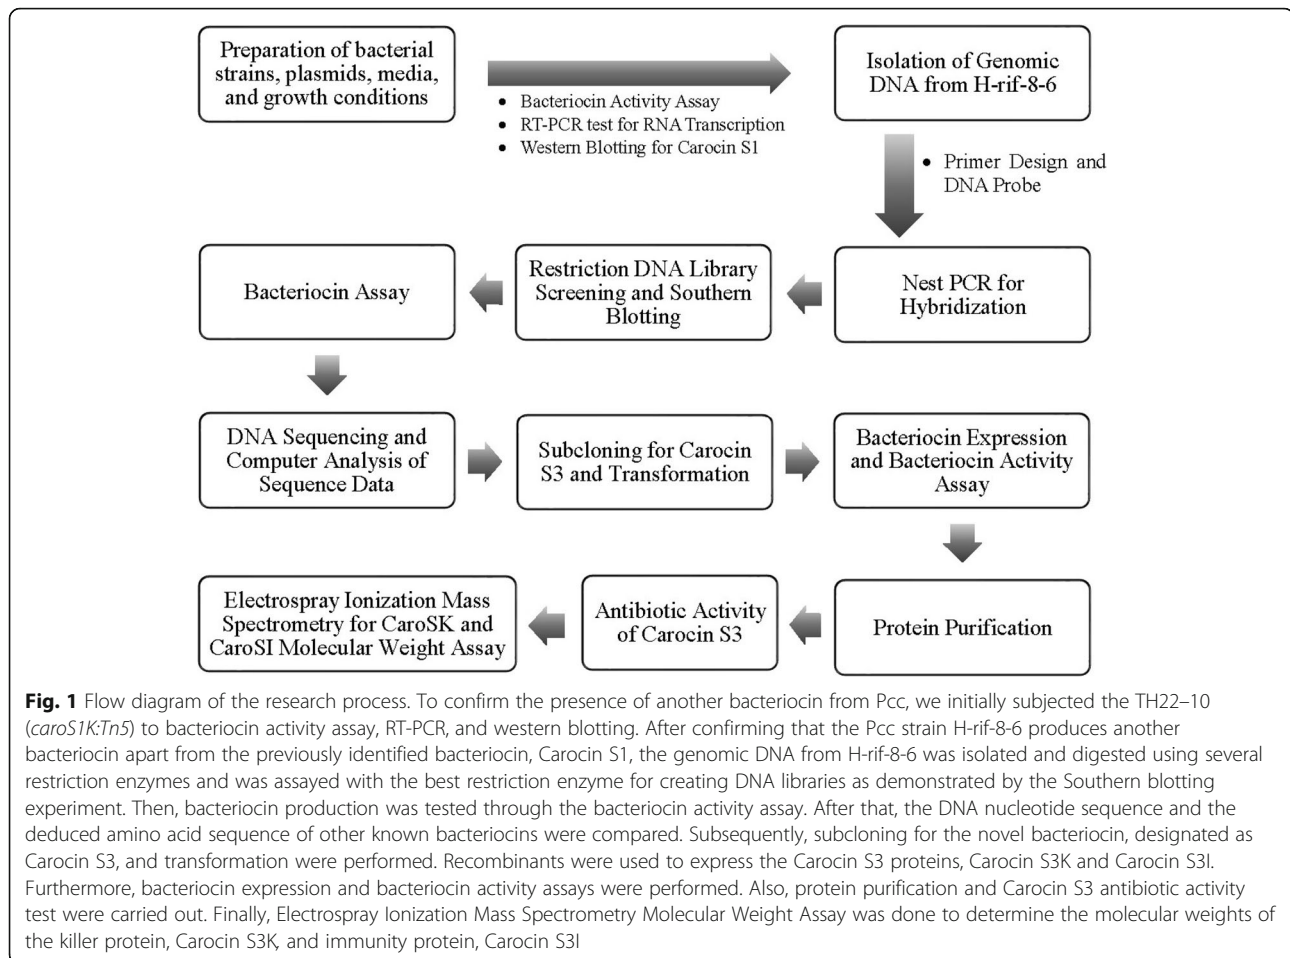 Preparation of bacterial
strains, plasmids, media,
and growth conditions
• Bacteriocin Activity Assay
• RT-PCR test for RNA Transcription
• Western Blotting for Carocin S1
Isolation of Genomic
DNA from H-rif-8-6
• Primer Design and
DNA Probe
Nest PCR for
Hybridization
Restriction DNA Library
Screening and Southern
Blotting
Bacteriocin Assay
DNA Sequencing and
Computer Analysis of
Sequence Data
Subcloning for Carocin
S3 and Transformation
Bacteriocin Expression
and Bacteriocin Activity
Assay
Protein Purification
Antibiotic Activity
of Carocin S3
Electrospray Ionization Mass
Spectrometry for CaroSK and
CaroSI Molecular Weight Assay
Fig. 1 Flow diagram of the research process. To confirm the presence of another bacteriocin from Pcc, we initially subjected the TH22–10
(caroS1K:Tn5) to bacteriocin activity assay, RT-PCR, and western blotting. After confirming that the Pcc strain H-rif-8-6 produces another
bacteriocin apart from the previously identified bacteriocin, Carocin S1, the genomic DNA from H-rif-8-6 was isolated and digested using several
restriction enzymes and was assayed with the best restriction enzyme for creating DNA libraries as demonstrated by the Southern blotting
experiment. Then, bacteriocin production was tested through the bacteriocin activity assay. After that, the DNA nucleotide sequence and the
deduced amino acid sequence of other known bacteriocins were compared. Subsequently, subcloning for the novel bacteriocin, designated as
Carocin S3, and transformation were performed. Recombinants were used to express the Carocin S3 proteins, Carocin S3K and Carocin S3I.
Furthermore, bacteriocin expression and bacteriocin activity assays were performed. Also, protein purification and Carocin S3 antibiotic activity
test were carried out. Finally, Electrospray Ionization Mass Spectrometry Molecular Weight Assay was done to determine the molecular weights of
the killer protein, Carocin S3K, and immunity protein, Carocin S3I